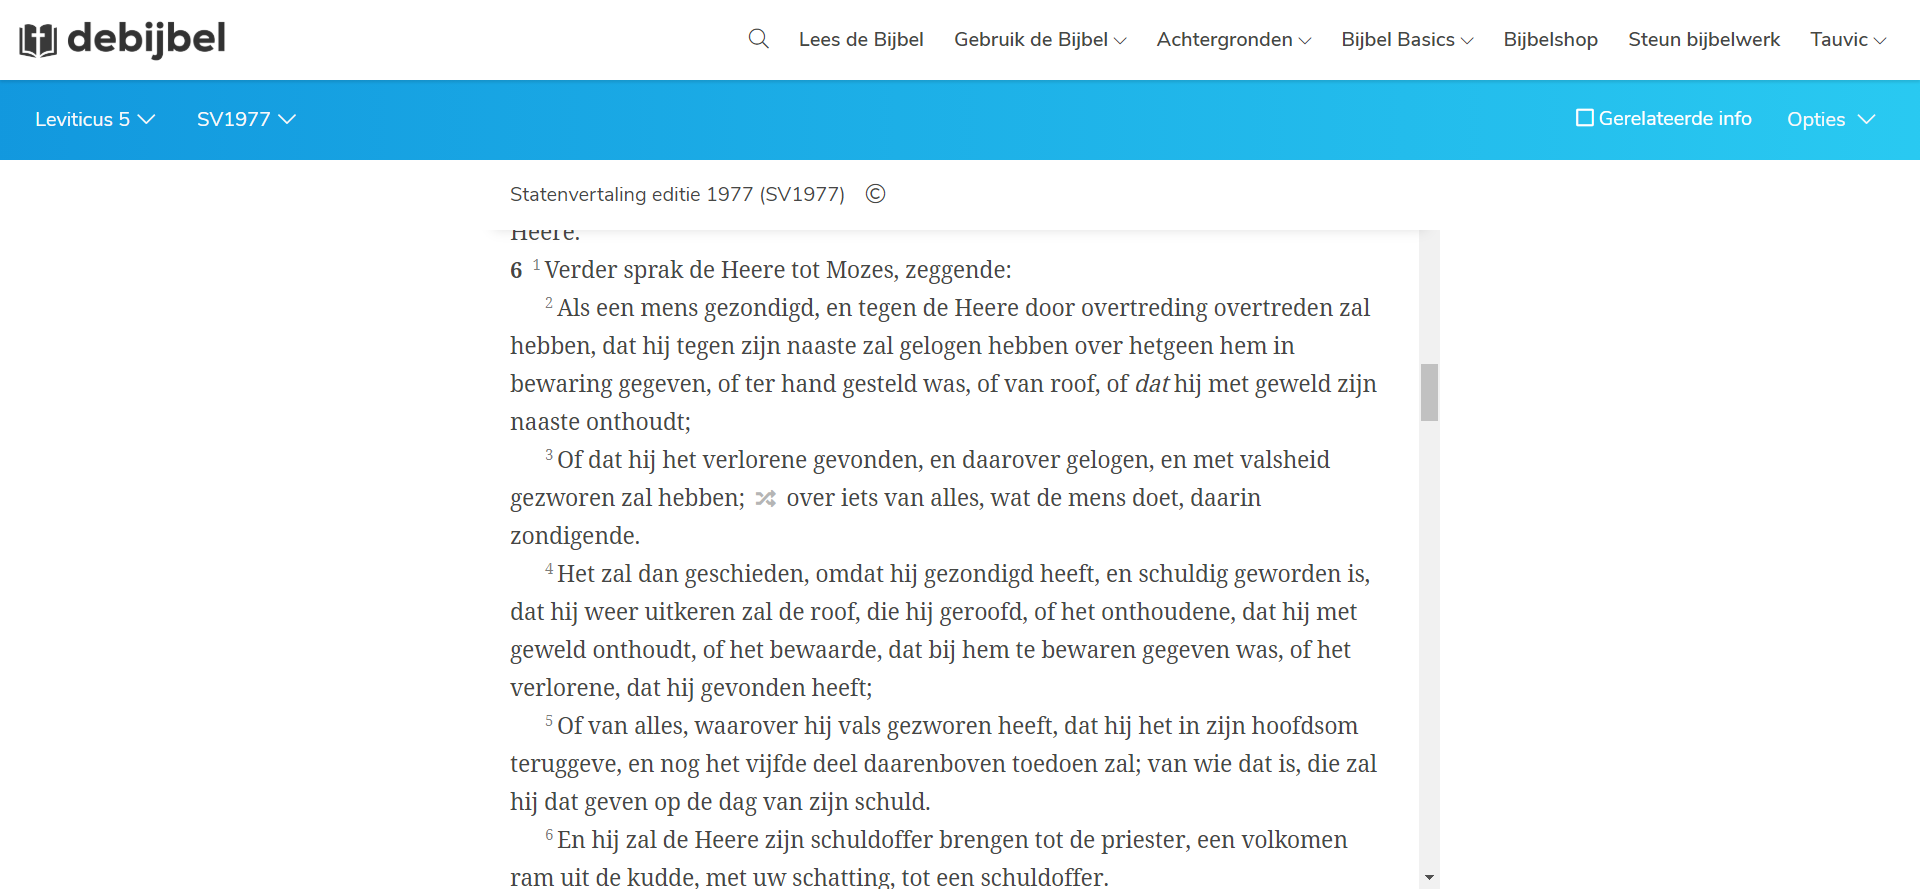 debijbel
Lees de Bijbel Gebruik de Bijbel Achtergronden Bijbel Basics Bijbelshop Steun bijbelwerk Tauvic
Leviticus 5 SV1977 Gerelateerde info Opties
Statenvertaling editie 1977 (SV1977) ©
Heere.
6 1 Verder sprak de Heere tot Mozes, zeggende:
2 Als een mens gezondigd, en tegen de Heere door overtreding overtreden zal
hebben, dat hij tegen zijn naaste zal gelogen hebben over hetgeen hem in
bewaring gegeven, of ter hand gesteld was, of van roof, of dat hij met geweld zijn
naaste onthoudt;
3 Of dat hij het verlorene gevonden, en daarover gelogen, en met valsheid
gezworen zal hebben; over iets van alles, wat de mens doet, daarin
zondigende.
4 Het zal dan geschieden, omdat hij gezondigd heeft, en schuldig geworden is,
dat hij weer uitkeren zal de roof, die hij geroofd, of het onthoudene, dat hij met
geweld onthoudt, of het bewaarde, dat bij hem te bewaren gegeven was, of het
verlorene, dat hij gevonden heeft;
5 Of van alles, waarover hij vals gezworen heeft, dat hij het in zijn hoofdsom
teruggeve, en nog het vijfde deel daarenboven toedoen zal; van wie dat is, die zal
hij dat geven op de dag van zijn schuld.
6 En hij zal de Heere zijn schuldoffer brengen tot de priester, een volkomen
ram uit de kudde, met uw schatting, tot een schuldoffer.